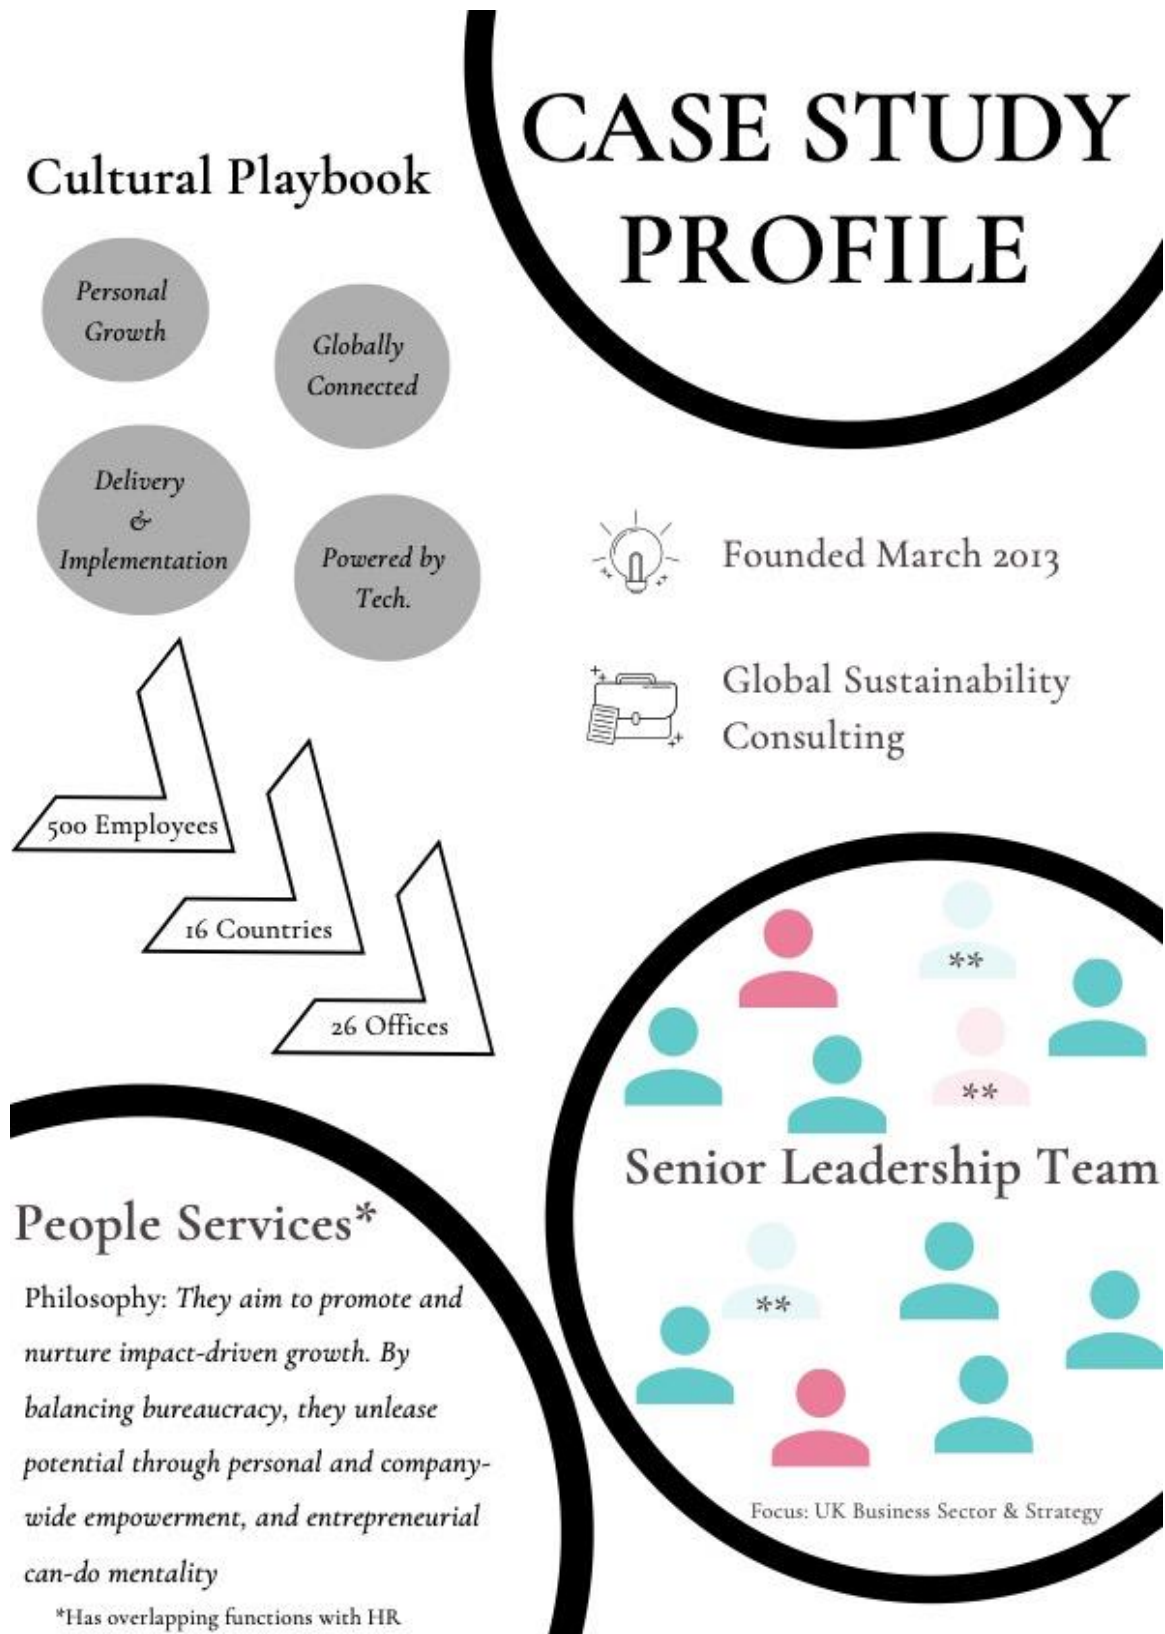 CASE STUDY
PROFILE
Cultural Playbook
Personal
Growth
Globally
Connected
Delivery
&
Implementation
Powered by
Tech.
Founded March 2013
Global Sustainability
Consulting
500 Employees
16 Countries
26 Offices
**
**
Senior Leadership Team
**
Focus: UK Business Sector & Strategy
People Services*
Philosophy: They aim to promote and
nurture impact-driven growth. By
balancing bureaucracy, they unlease
potential through personal and company-
wide empowerment, and entrepreneurial
can-do mentality
*Has overlapping functions with HR